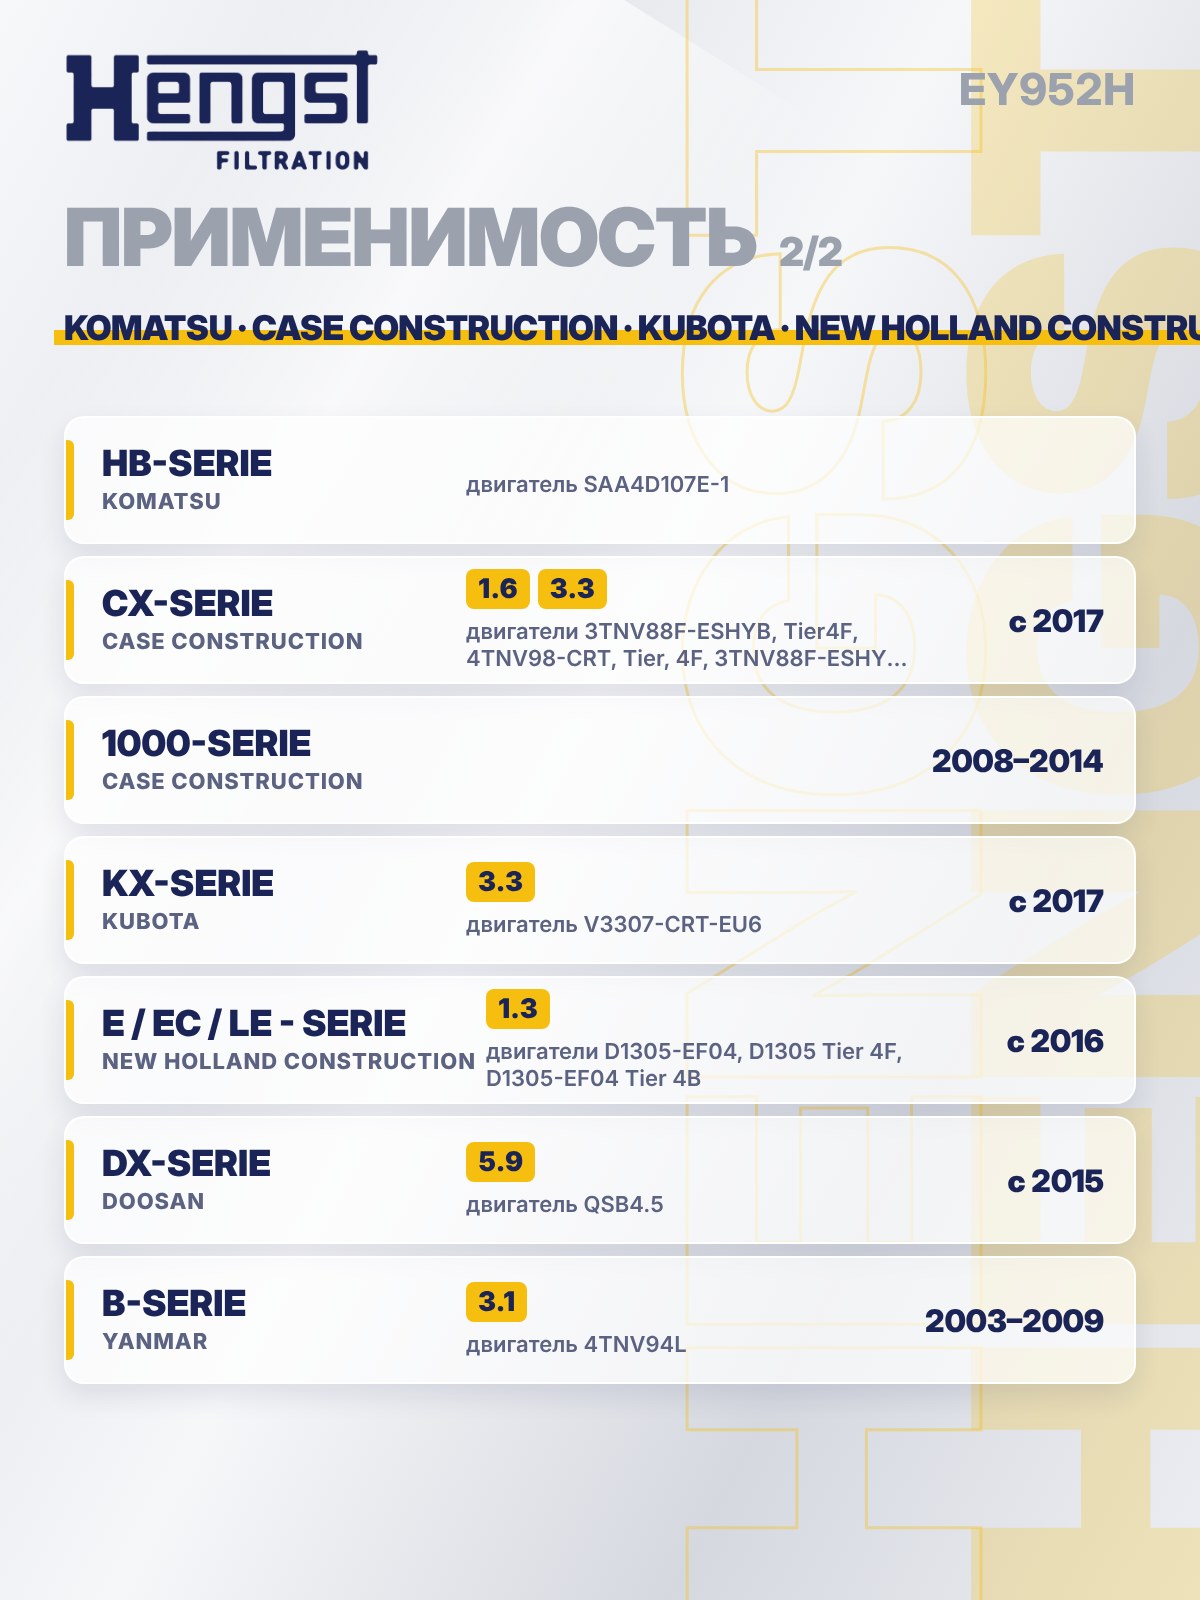 Hengst
FILTRATION
EY952H
ПРИМЕНИМОСТЬ 2/2
KOMATSU · CASE CONSTRUCTION · KUBOTA · NEW HOLLAND CONSTRU
HB-SERIE
KOMATSU
двигатель SAA4D107E-1
CX-SERIE
CASE CONSTRUCTION
1.6 3.3
двигатели 3TNV88F-ESHYB, Tier4F,
4TNV98-CRT, Tier, 4F, 3TNV88F-ESHY...
с 2017
1000-SERIE
CASE CONSTRUCTION
2008–2014
KX-SERIE
KUBOTA
3.3
двигатель V3307-CRT-EU6
с 2017
E / EC / LE - SERIE
NEW HOLLAND CONSTRUCTION
1.3
двигатели D1305-EF04, D1305 Tier 4F,
D1305-EF04 Tier 4B
с 2016
DX-SERIE
DOOSAN
5.9
двигатель QSB4.5
с 2015
B-SERIE
YANMAR
3.1
двигатель 4TNV94L
2003–2009
HENGST
HENGST